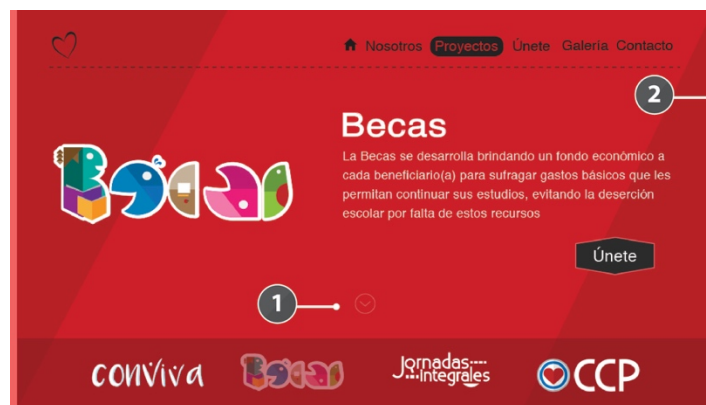 Nosotros Proyectos Únete Galería Contacto
2
Becas
Becas
La Becas se desarrolla brindando un fondo económico a
cada beneficiario(a) para sufragar gastos básicos que les
permitan continuar sus estudios, evitando la deserción
escolar por falta de estos recursos
Únete
1
conviva
Becas
Jornadas
Integrales
CCP